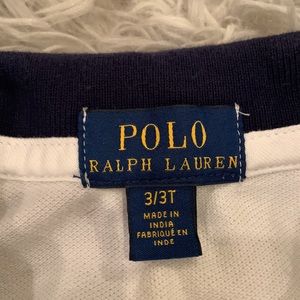 POLO
RALPH LAUREN
3/3T
MADE IN
INDIA
FABRIQUÉ EN
INDE